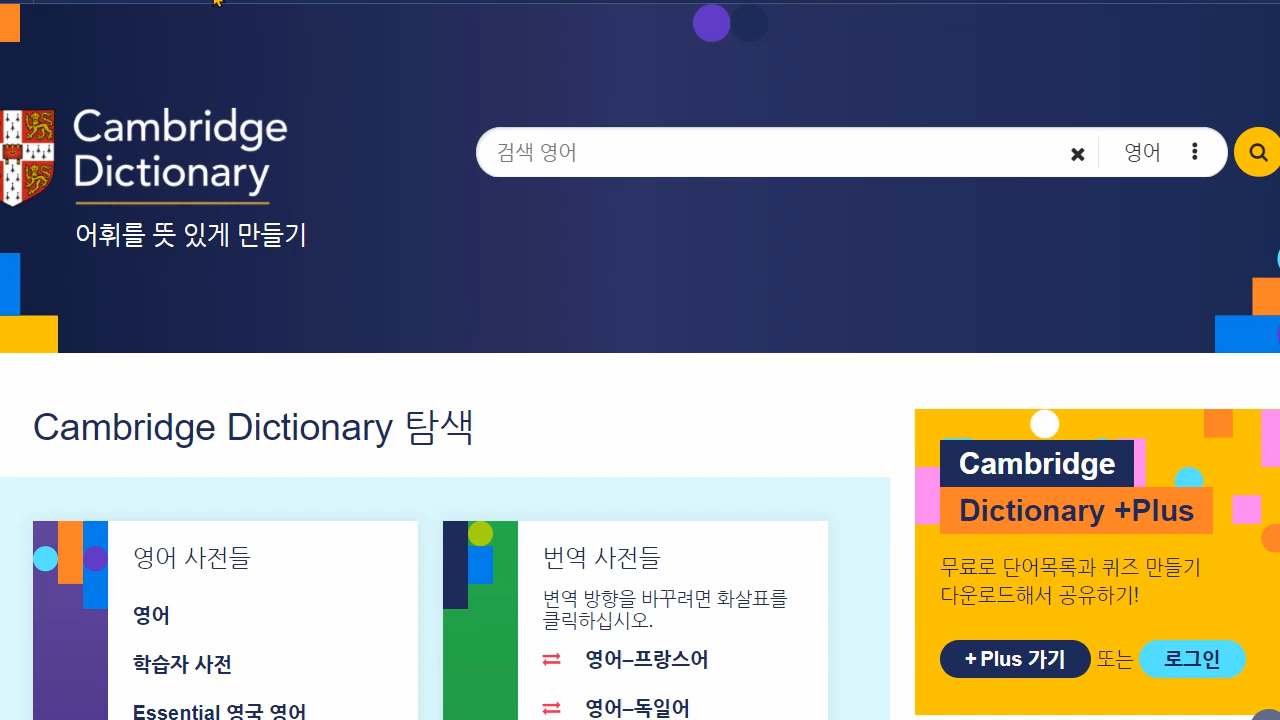 Cambridge
Dictionary
어휘를 뜻 있게 만들기
검색 영어
영어
Cambridge Dictionary 탐색
영어 사전들
영어
학습자 사전
Essential 영국 영어
번역 사전들
변역 방향을 바꾸려면 화살표를
클릭하십시오.
영어–프랑스어
영어–독일어
Cambridge
Dictionary +Plus
무료로 단어목록과 퀴즈 만들기
다운로드해서 공유하기!
+ Plus 가기 또는 로그인